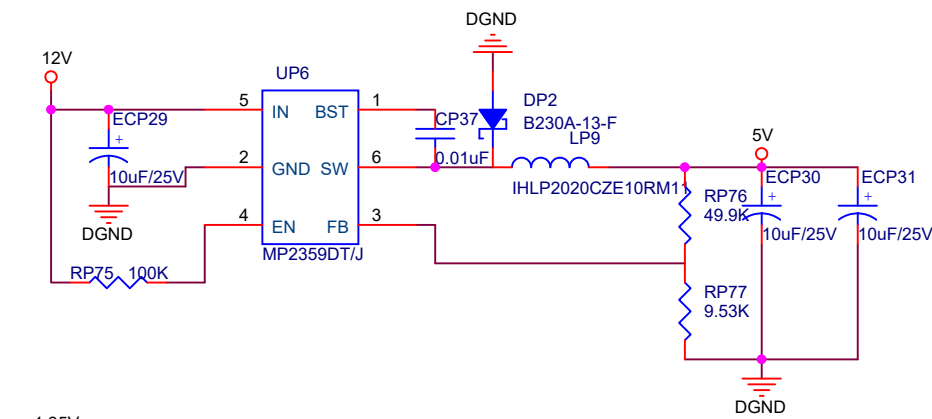 DGND
12V
UP6
5 IN BST 1
ECP29
+
10uF/25V
DGND
2 GND SW 6
4 EN FB 3
MP2359DT/J
RP75 100K
CP37
0.01uF
DP2
B230A-13-F
LP9
IHLP2020CZE10RM11
5V
RP76
49.9K
ECP30
+
10uF/25V
ECP31
+
10uF/25V
RP77
9.53K
DGND